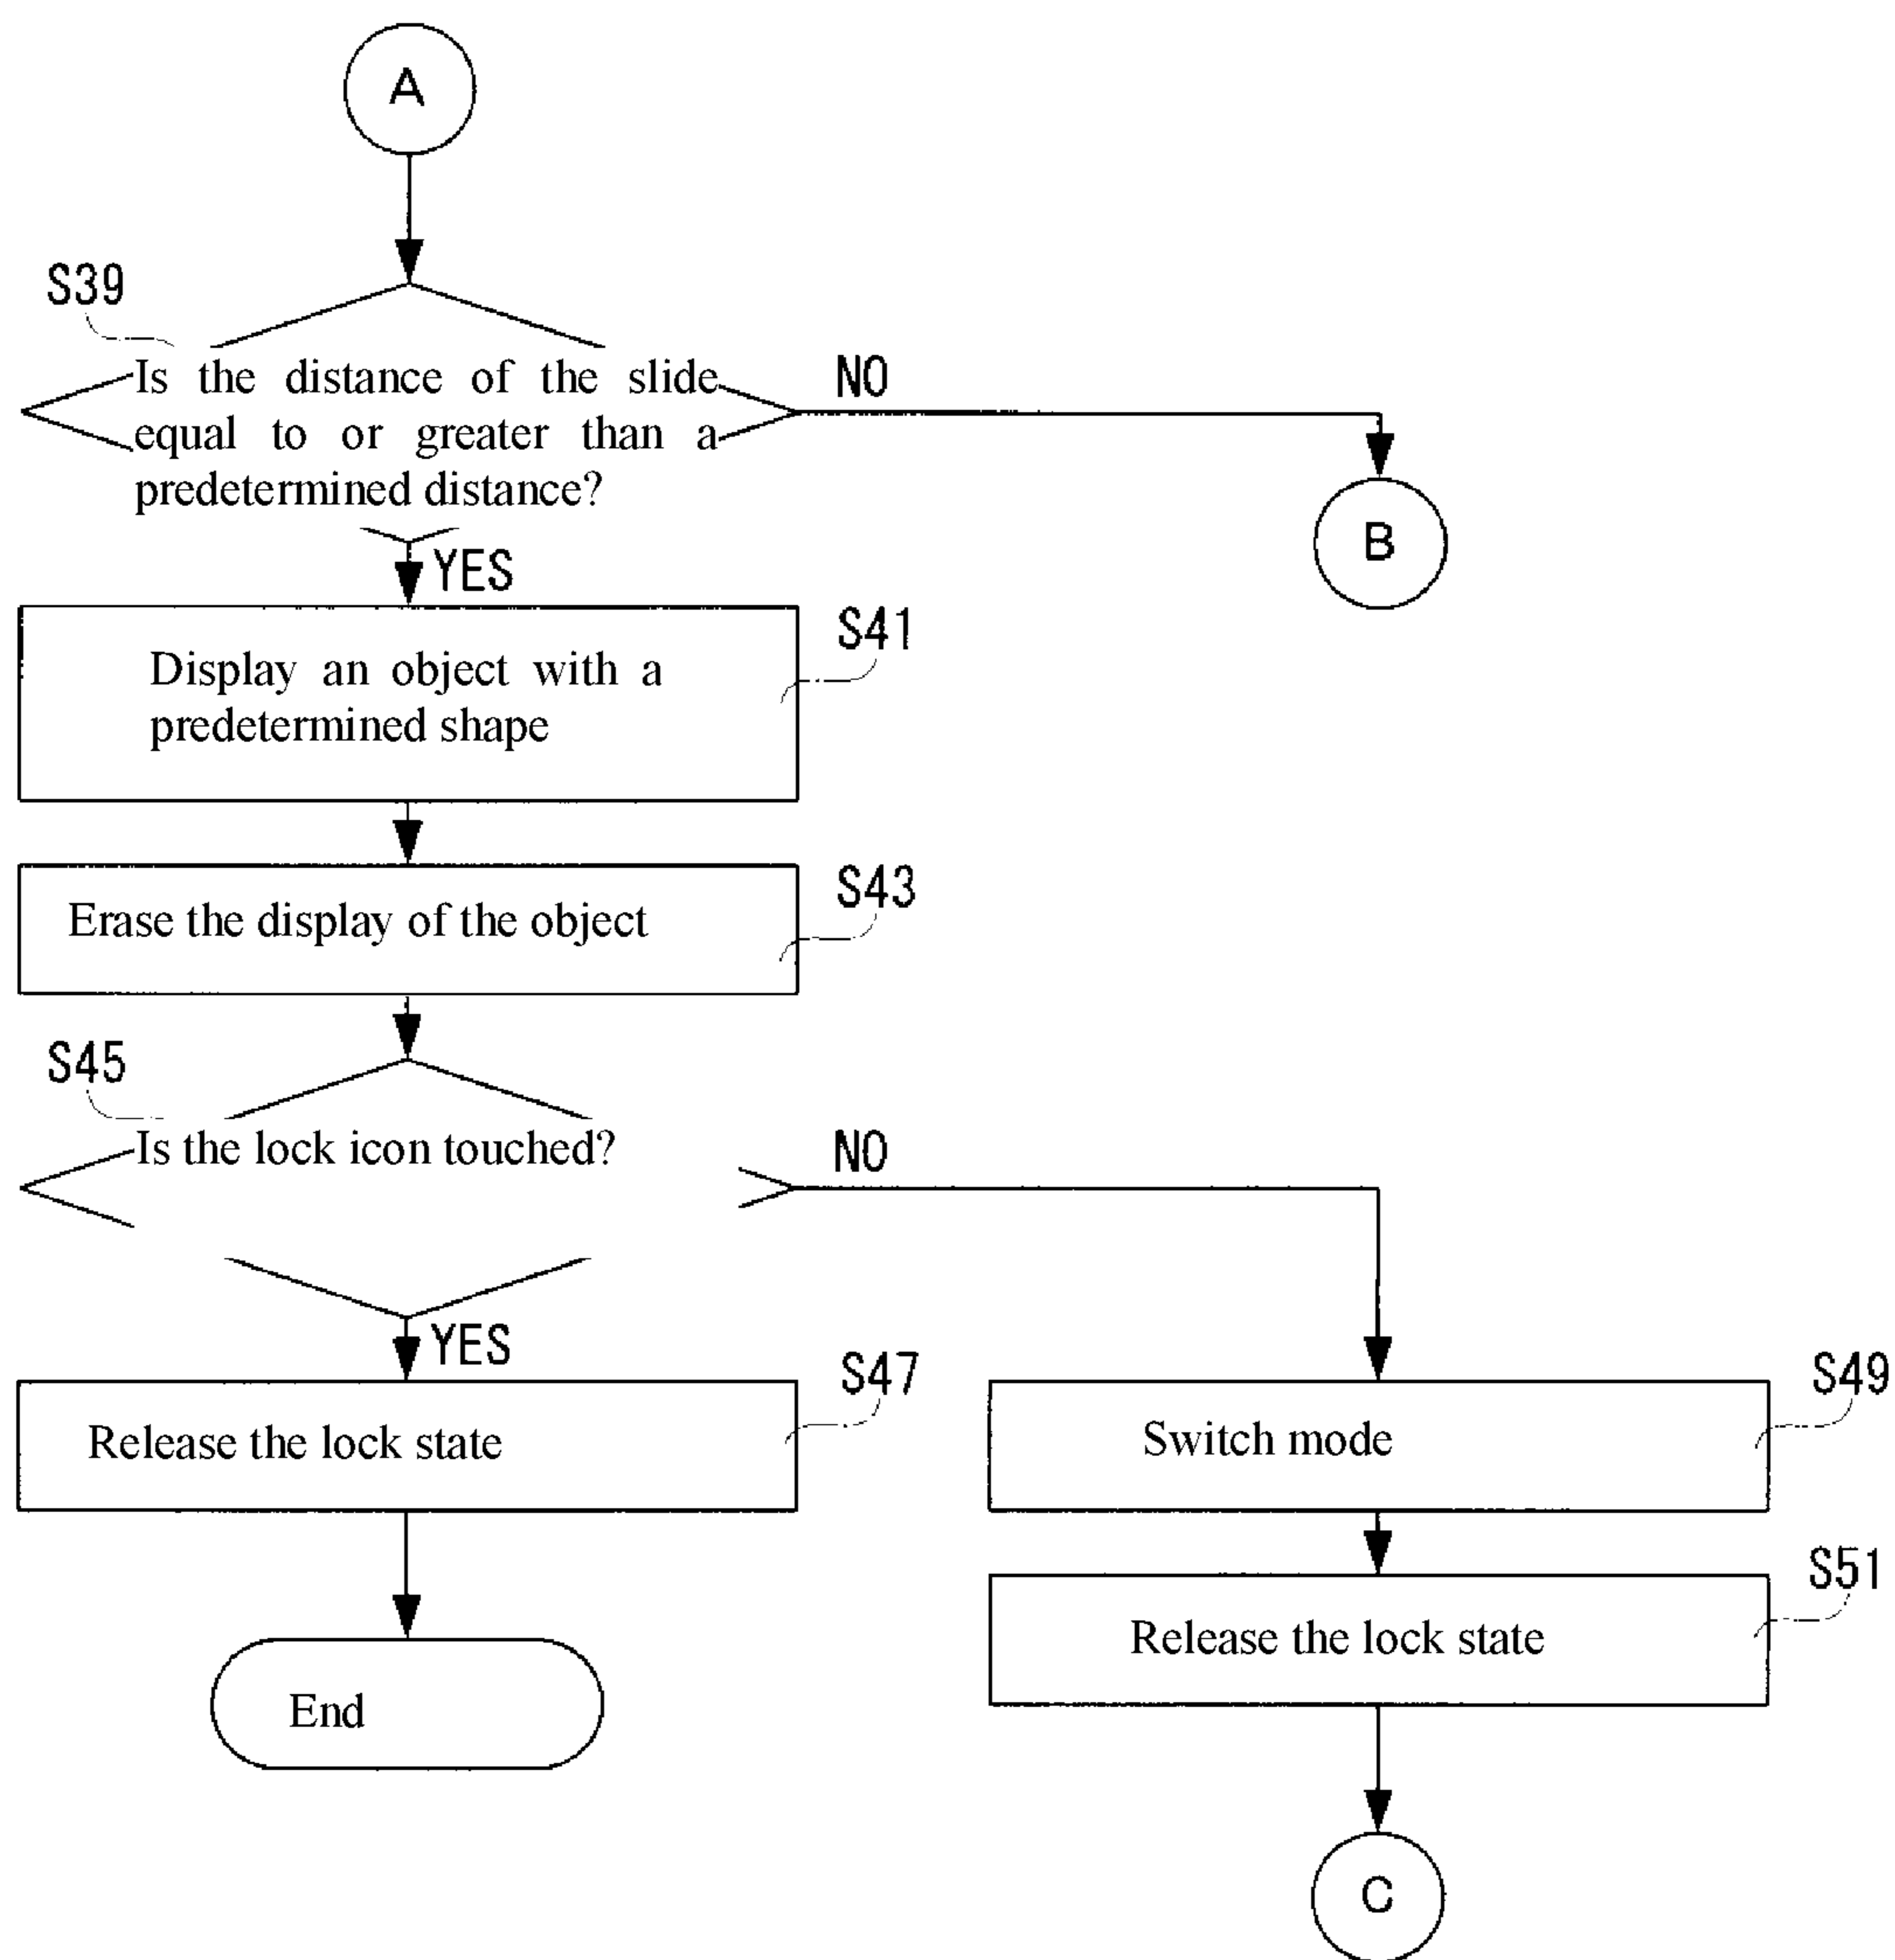 A
S39
Is the distance of the slide
equal to or greater than a
predetermined distance?
NO
B
YES
S41
Display an object with a
predetermined shape
S43
Erase the display of the object
S45
Is the lock icon touched?
NO
YES
S47
Release the lock state
End
S49
Switch mode
S51
Release the lock state
C